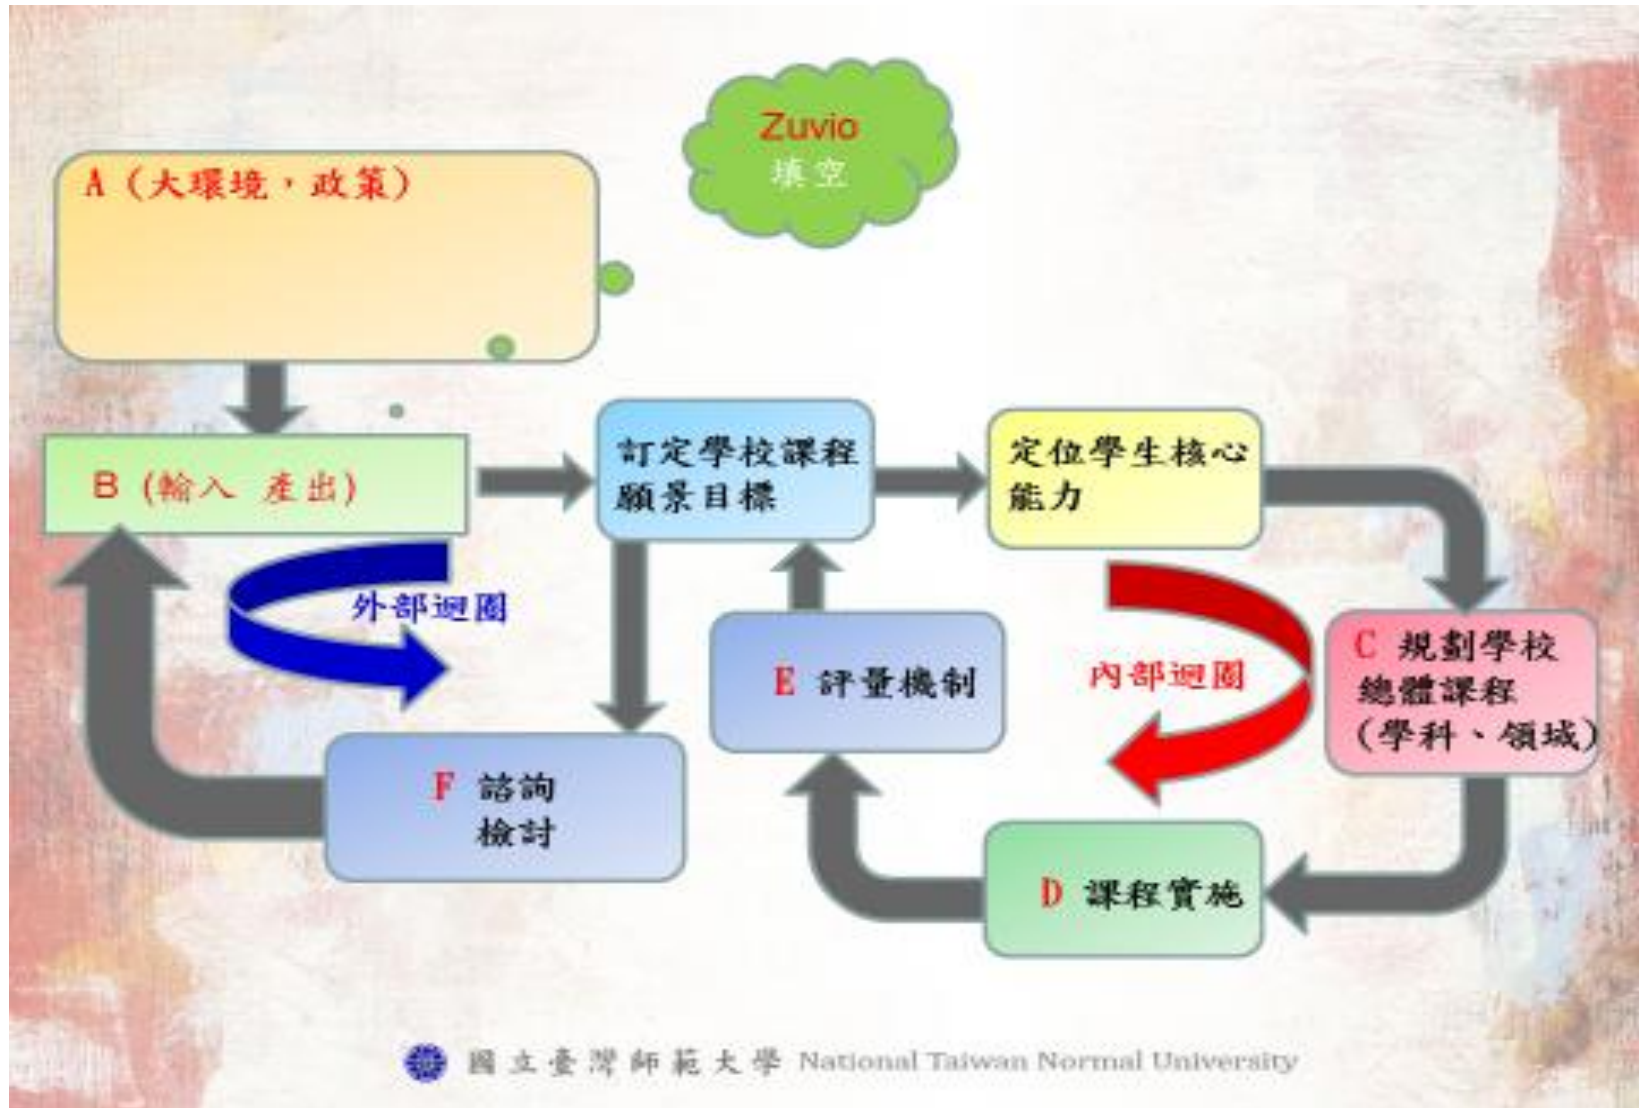 Zuvio
填空
A (大環境，政策)
B (輸入 產出)
訂定學校課程
願景目標
定位學生核心
能力
外部迴圈
E 評量機制
內部迴圈
C 規劃學校
總體課程
(學科、領域)
F 諮詢
檢討
D 課程實施
國立臺灣師範大學 National Taiwan Normal University